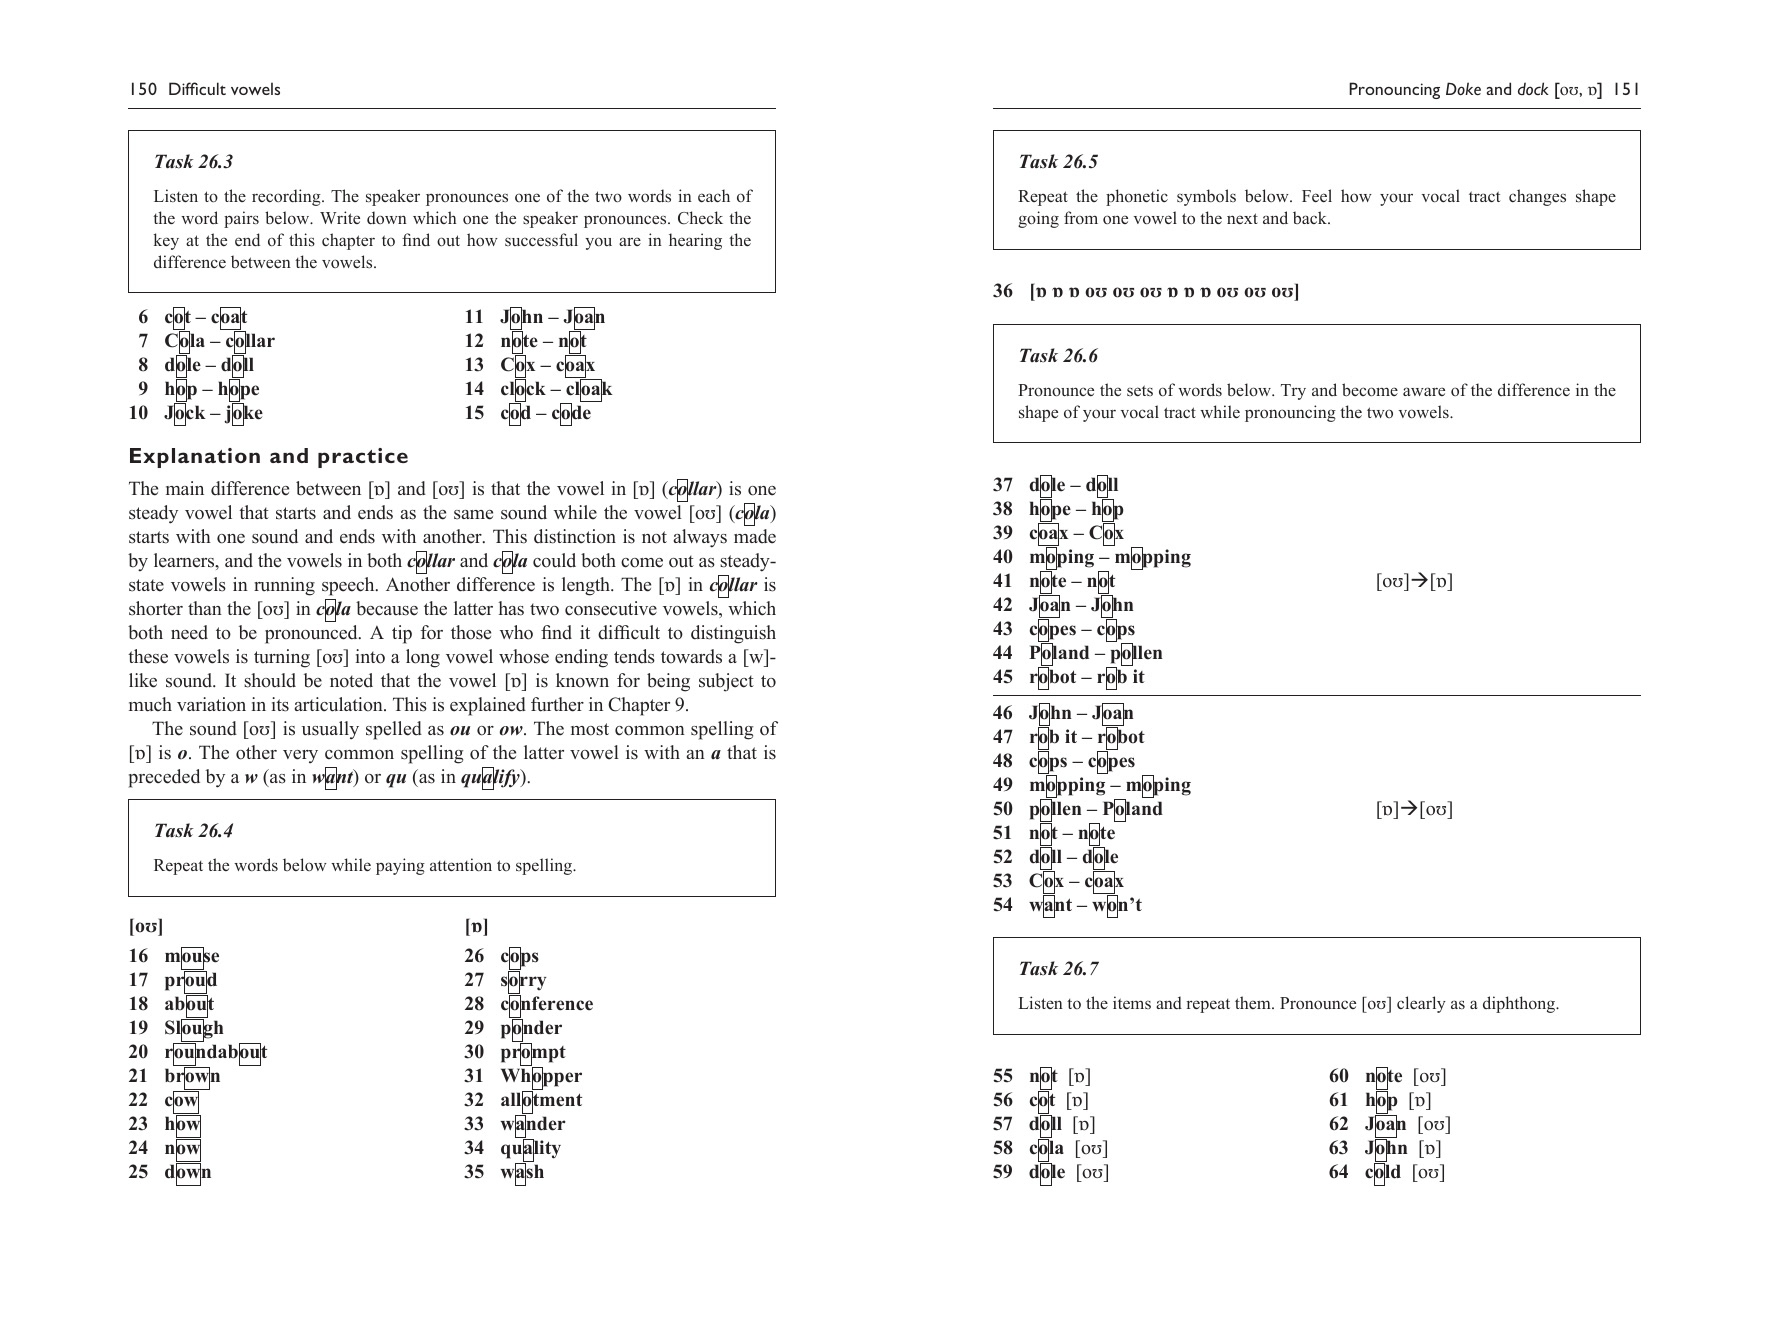 150 Difficult vowels
Task 26.3
Listen to the recording. The speaker pronounces one of the two words in each of
the word pairs below. Write down which one the speaker pronounces. Check the
key at the end of this chapter to find out how successful you are in hearing the
difference between the vowels.
6 cot – coat
7 Cola – collar
8 dole – doll
9 hop – hope
10 Jock – joke
11 John – Joan
12 note – not
13 Cox – coax
14 clock – cloak
15 cod – code
Explanation and practice
The main difference between [ɒ] and [oʊ] is that the vowel in [ɒ] (collar) is one
steady vowel that starts and ends as the same sound while the vowel [oʊ] (cola)
starts with one sound and ends with another. This distinction is not always made
by learners, and the vowels in both collar and cola could both come out as steady-
state vowels in running speech. Another difference is length. The [ɒ] in collar is
shorter than the [oʊ] in cola because the latter has two consecutive vowels, which
both need to be pronounced. A tip for those who find it difficult to distinguish
these vowels is turning [oʊ] into a long vowel whose ending tends towards a [w]-
like sound. It should be noted that the vowel [ɒ] is known for being subject to
much variation in its articulation. This is explained further in Chapter 9.
The sound [oʊ] is usually spelled as ou or ow. The most common spelling of
[ɒ] is o. The other very common spelling of the latter vowel is with an a that is
preceded by a w (as in want) or qu (as in qualify).
Task 26.4
Repeat the words below while paying attention to spelling.
[oʊ]
16 mouse
17 proud
18 about
19 Slough
20 roundabout
21 brown
22 cow
23 how
24 now
25 down
[ɒ]
26 cops
27 sorry
28 conference
29 ponder
30 prompt
31 Whopper
32 allotment
33 wander
34 quality
35 wash
Pronouncing Doke and dock [oʊ, ɒ] 151
Task 26.5
Repeat the phonetic symbols below. Feel how your vocal tract changes shape
going from one vowel to the next and back.
36 [ɒ ɒ ɒ oʊ oʊ oʊ ɒ ɒ ɒ oʊ oʊ oʊ]
Task 26.6
Pronounce the sets of words below. Try and become aware of the difference in the
shape of your vocal tract while pronouncing the two vowels.
37 dole – doll
38 hope – hop
39 coax – Cox
40 moping – mopping
41 note – not [oʊ]→[ɒ]
42 Joan – John
43 copes – cops
44 Poland – pollen
45 robot – rob it
46 John – Joan
47 rob it – robot
48 cops – copes
49 mopping – moping
50 pollen – Poland [ɒ]→[oʊ]
51 not – note
52 doll – dole
53 Cox – coax
54 want – won’t
Task 26.7
Listen to the items and repeat them. Pronounce [oʊ] clearly as a diphthong.
55 not [ɒ]
56 cot [ɒ]
57 doll [ɒ]
58 cola [oʊ]
59 dole [oʊ]
60 note [oʊ]
61 hop [ɒ]
62 Joan [oʊ]
63 John [ɒ]
64 cold [oʊ]